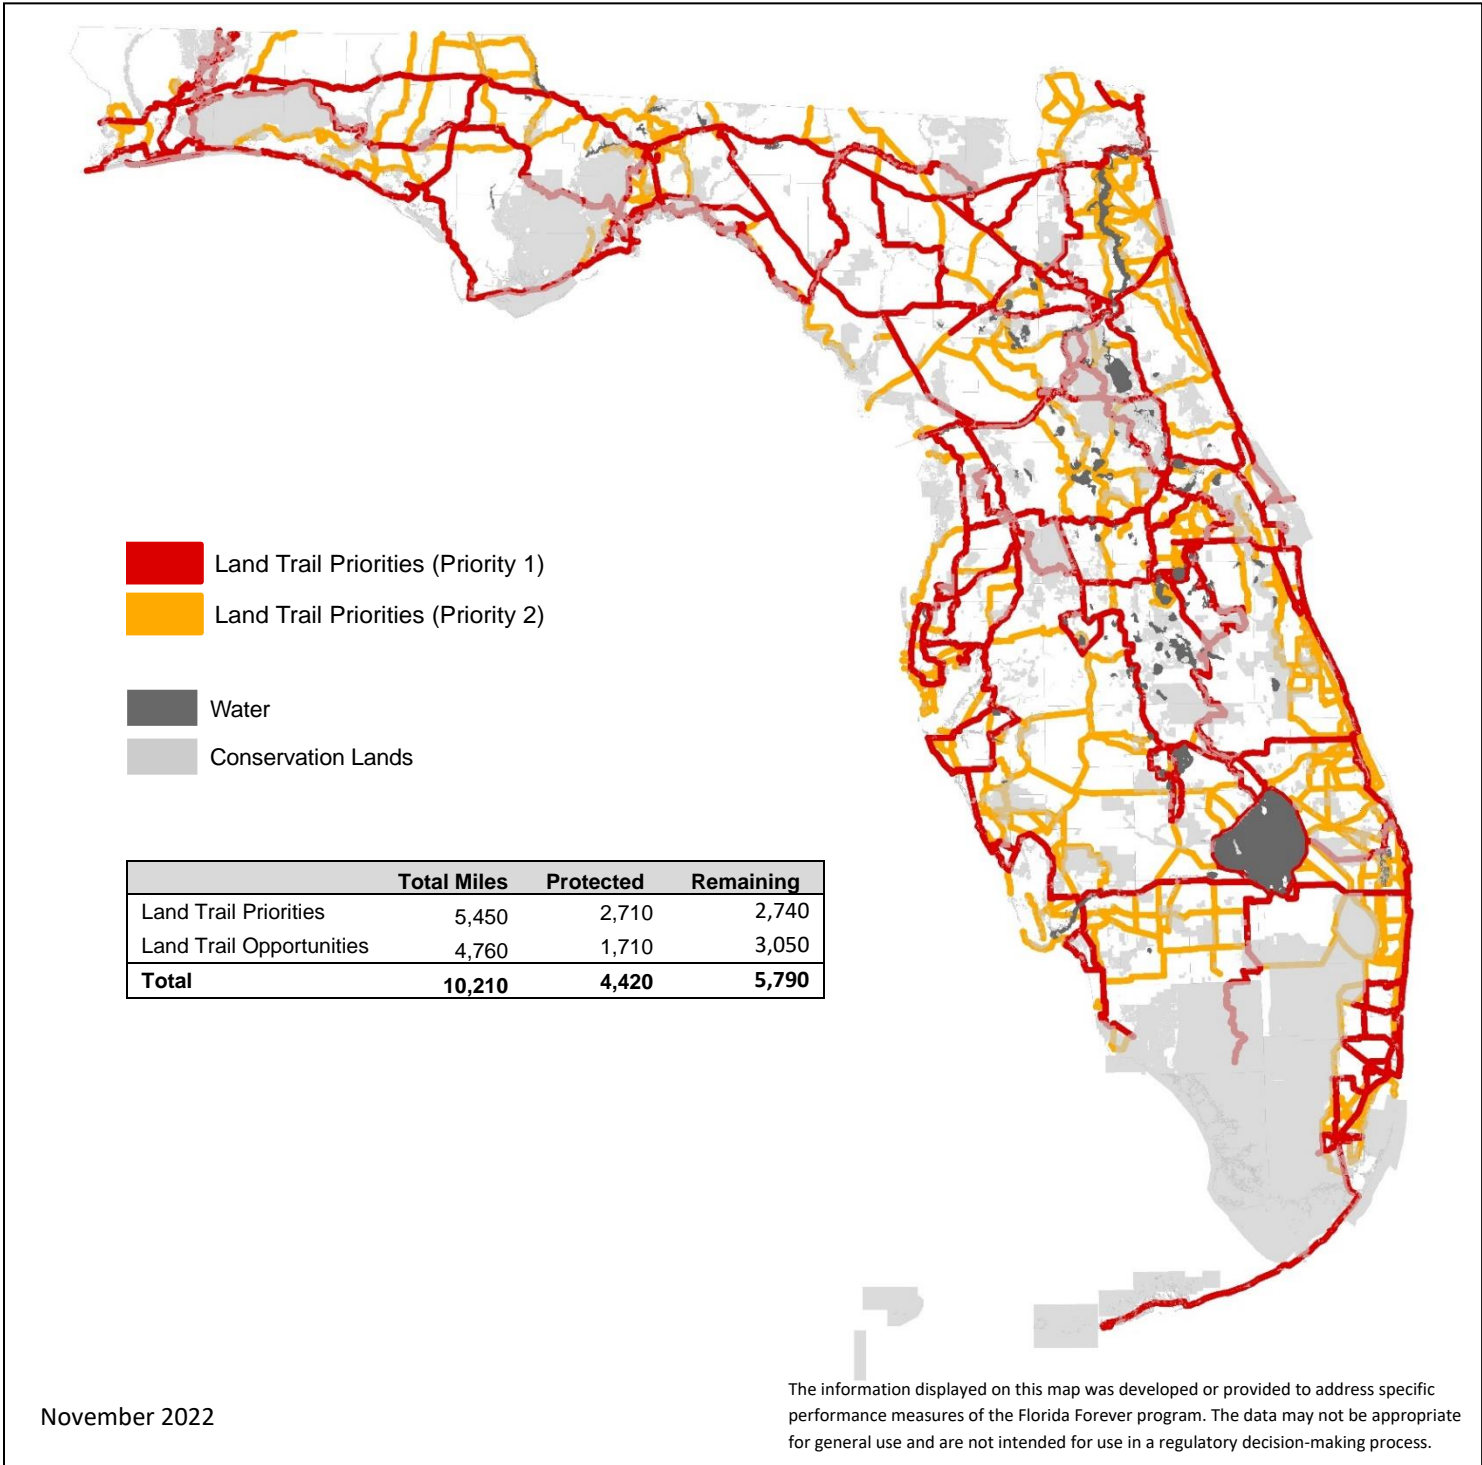 Land Trail Priorities (Priority 1)
Land Trail Priorities (Priority 2)
Water
Conservation Lands
Total Miles Protected Remaining
Land Trail Priorities 5,450 2,710 2,740
Land Trail Opportunities 4,760 1,710 3,050
Total 10,210 4,420 5,790
November 2022
The information displayed on this map was developed or provided to address specific
performance measures of the Florida Forever program. The data may not be appropriate
for general use and are not intended for use in a regulatory decision-making process.